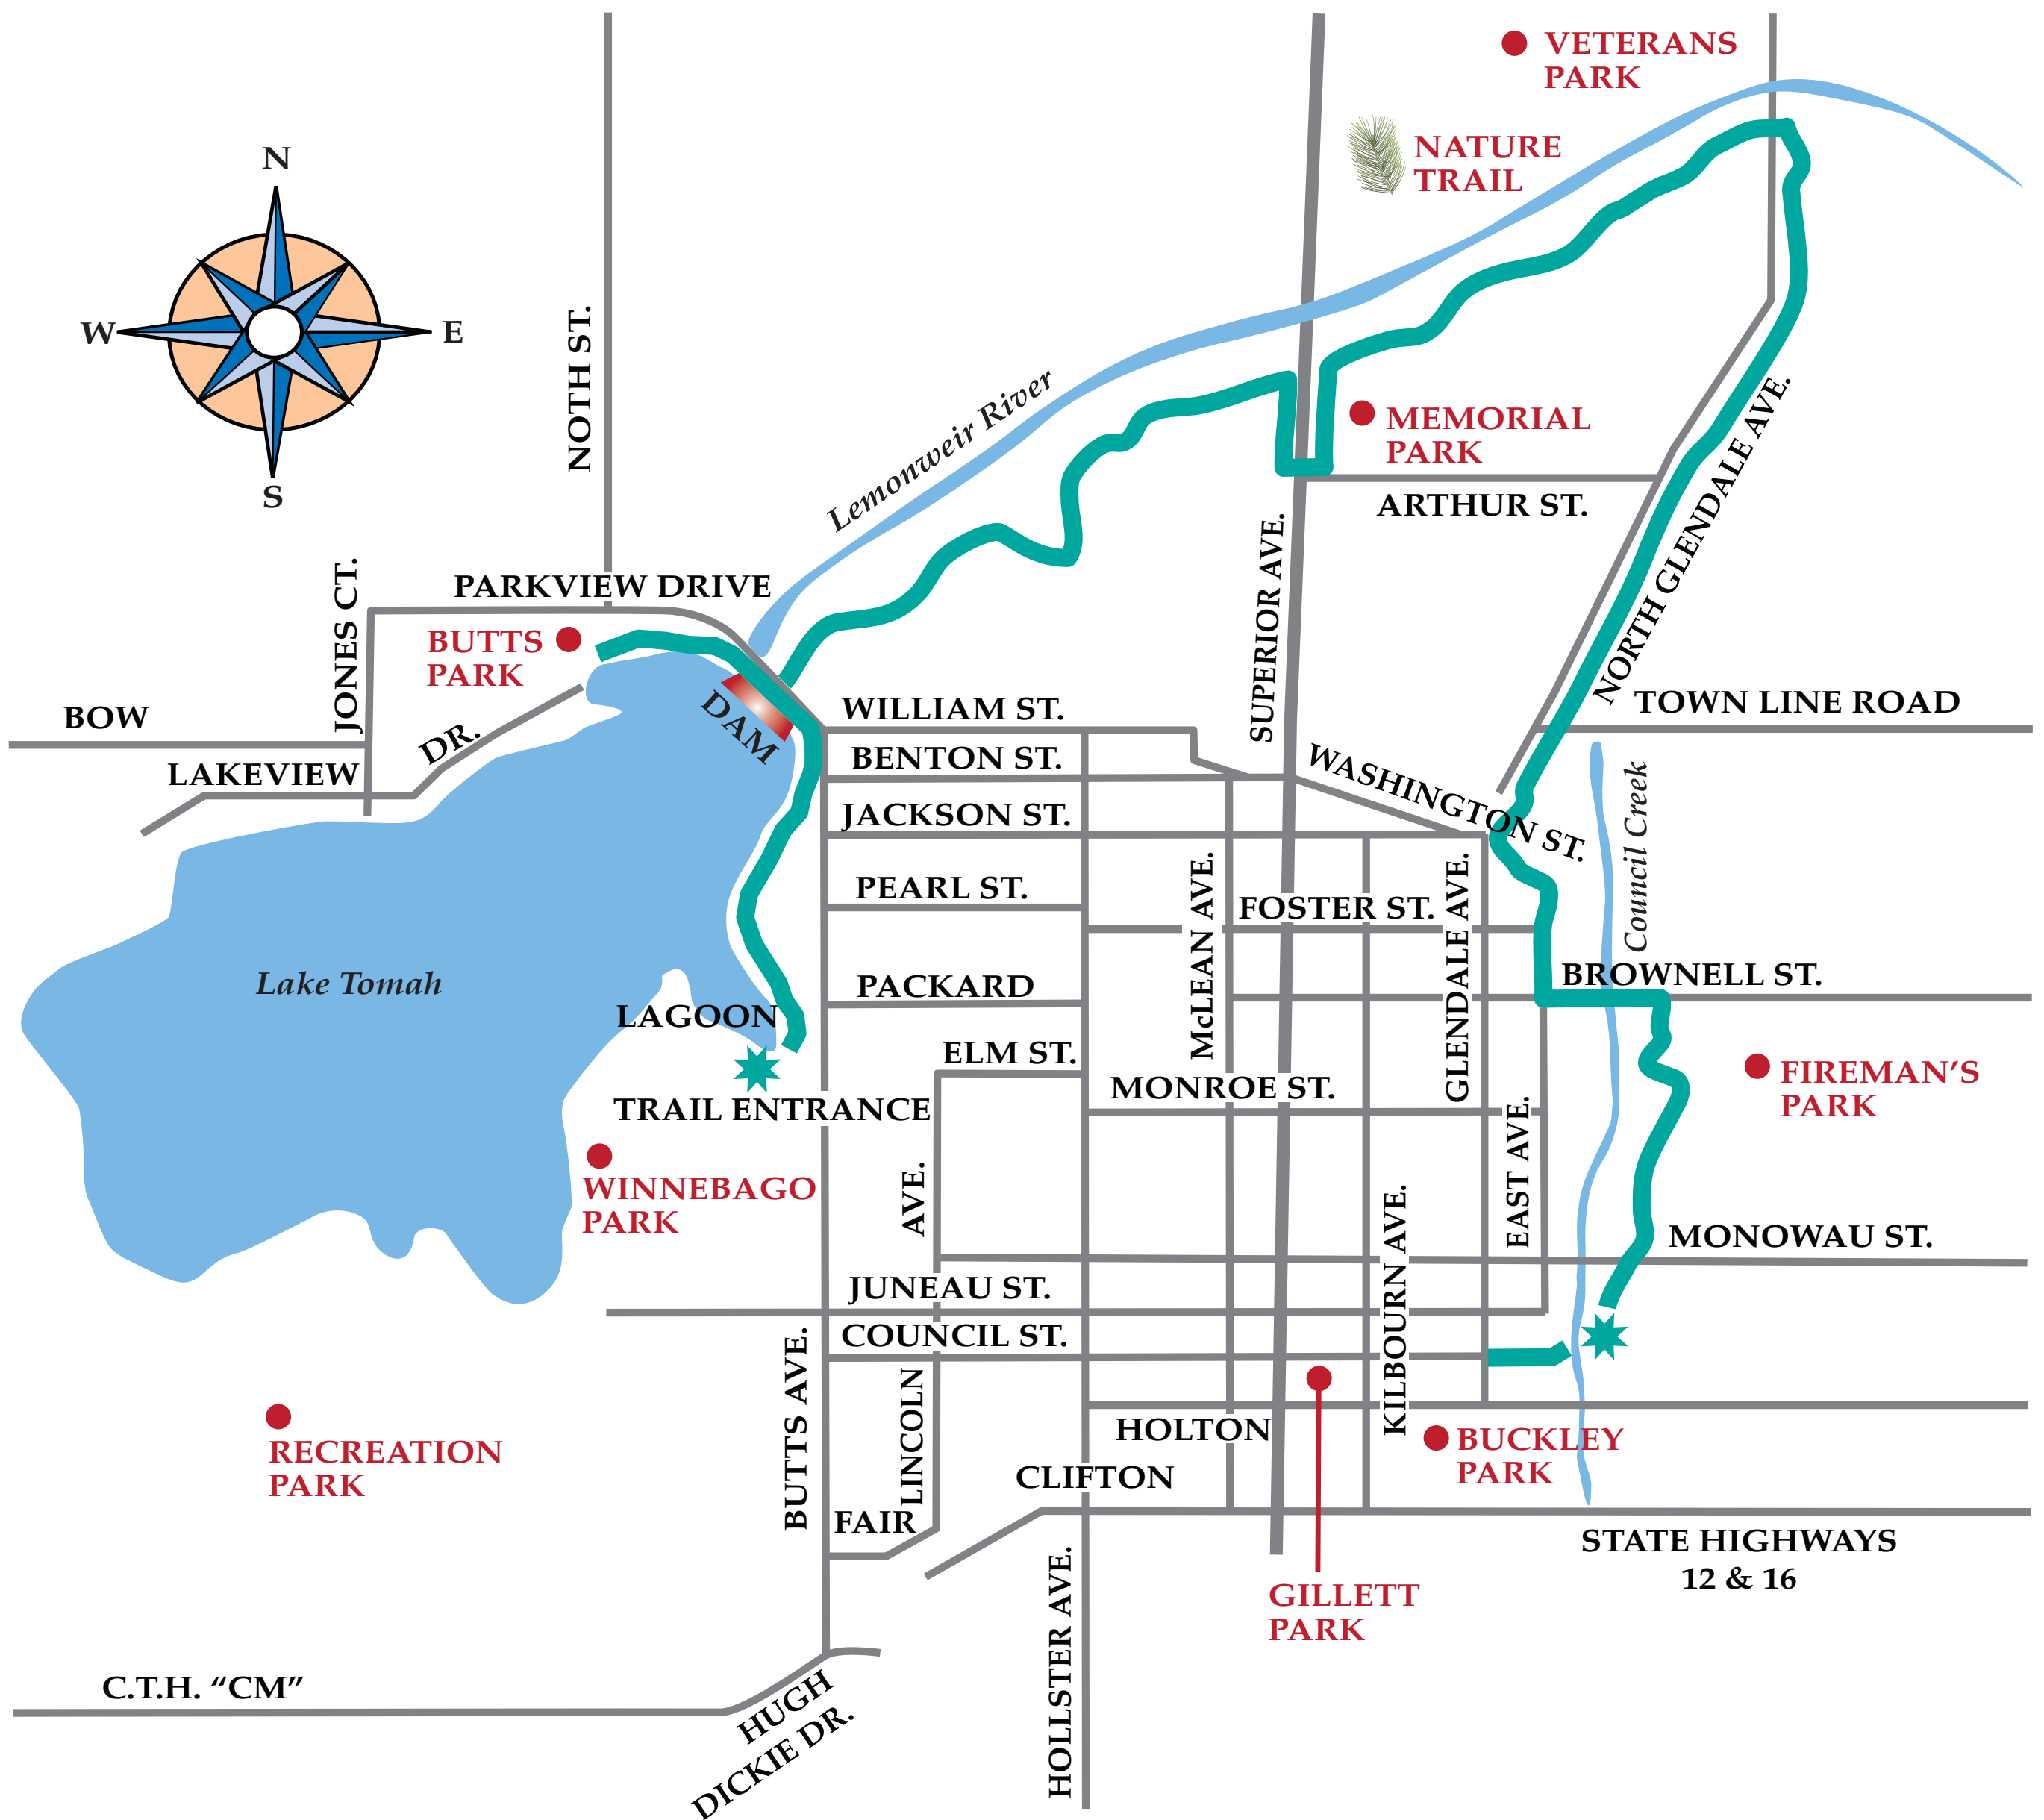 VETERANS
PARK
NATURE
TRAIL
N
W
E
S
NOTH ST.
Lemonweir River
MEMORIAL
PARK
ARTHUR ST.
NORTH GLENDALE AVE.
SUPERIOR AVE.
JONES CT.
PARKVIEW DRIVE
BUTTS
PARK
BOW
LAKEVIEW
DR.
DAM
WILLIAM ST.
TOWN LINE ROAD
BENTON ST.
WASHINGTON ST.
JACKSON ST.
Council Creek
PEARL ST.
McLEAN AVE.
FOSTER ST.
GLENDALE AVE.
Lake Tomah
PACKARD
BROWNELL ST.
LAGOON
ELM ST.
MONROE ST.
FIREMAN’S
PARK
TRAIL ENTRANCE
EAST AVE.
WINNEBAGO
PARK
AVE.
KILBOURN AVE.
MONOWAU ST.
JUNEAU ST.
COUNCIL ST.
BUTTS AVE.
LINCOLN
RECREATION
PARK
HOLTON
BUCKLEY
PARK
CLIFTON
FAIR
STATE HIGHWAYS
12 & 16
HOLLSTER AVE.
GILLETT
PARK
C.T.H. “CM”
HUGH
DICKIE DR.